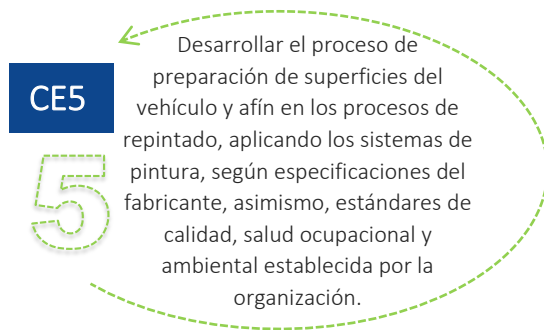 CE5
5
Desarrollar el proceso de
preparación de superficies del
vehículo y afín en los procesos de
repintado, aplicando los sistemas de
pintura, según especificaciones del
fabricante, asimismo, estándares de
calidad, salud ocupacional y
ambiental establecida por la
organización.